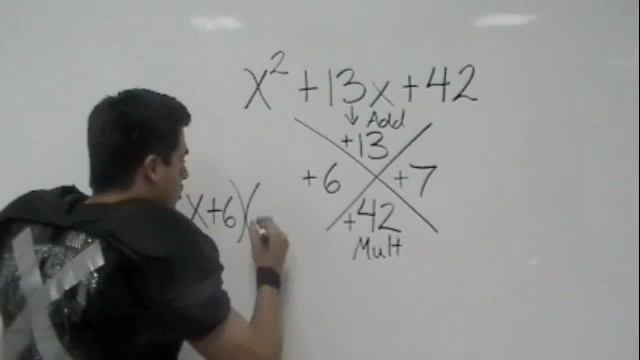 x² +13x+42
↓ Add
+13
+6 +7
x+6)(
+42
Mult